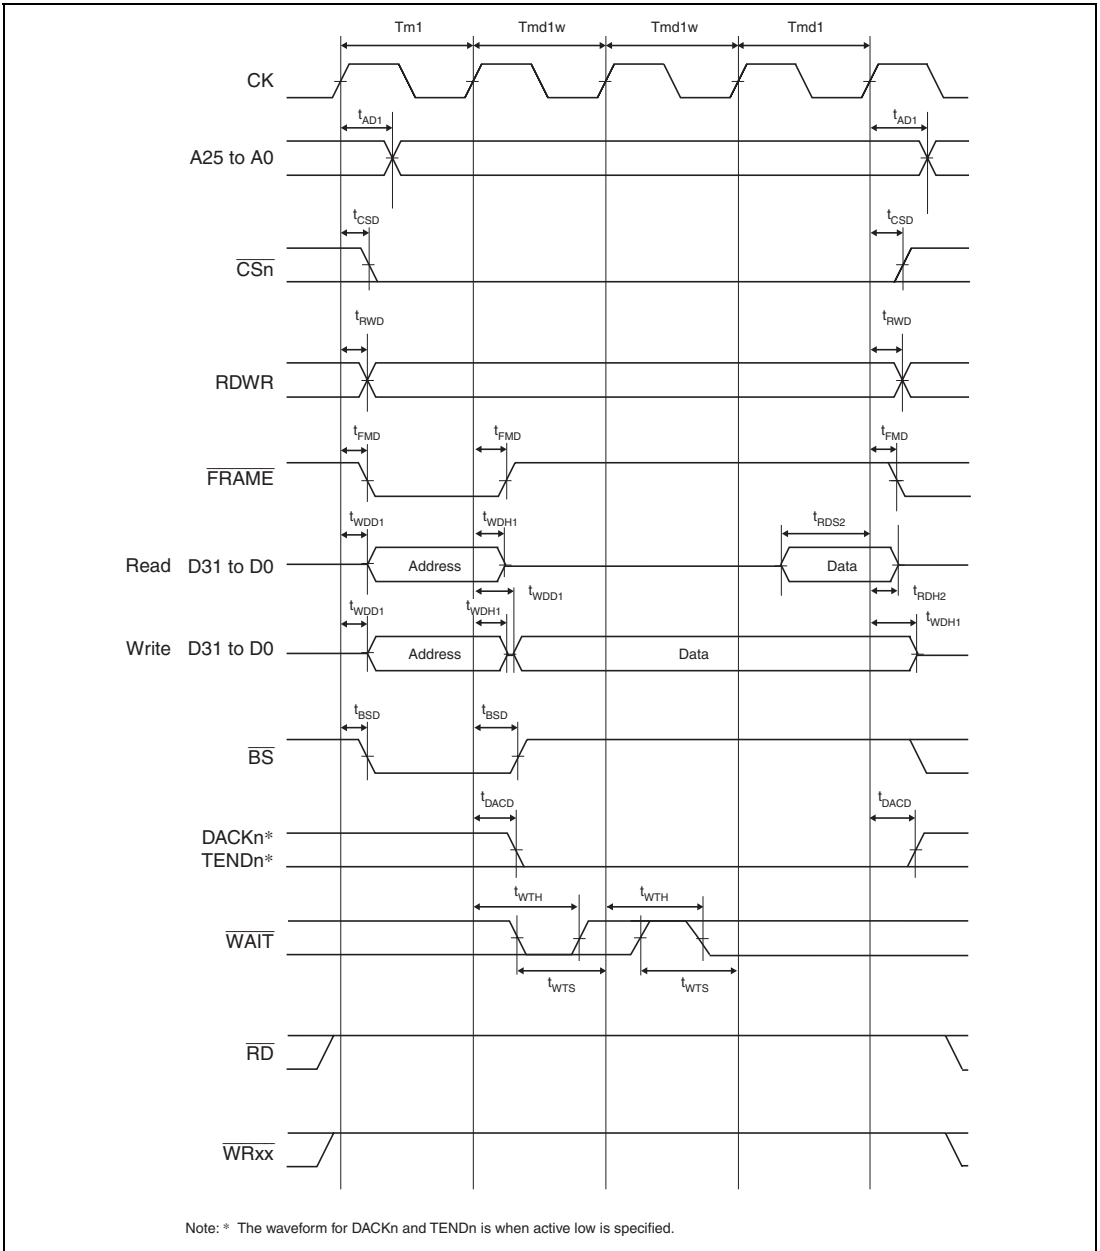 Tm1 Tmd1w Tmd1w Tmd1
CK
tAD1 tAD1
A25 to A0
tCSD tCSD
CSn
tRWD tRWD
RDWR
tFMD tFMD tFMD
FRAME
tWDD1 tWDH1 tRDS2
Read D31 to D0 Address Data
tWDD1 tRDH2
tWDD1 tWDH1 tWDH1
Write D31 to D0 Address Data
tBSD tBSD
BS
tDACD tDACD
DACKn*
TENDn*
tWTH tWTH
WAIT
tWTS tWTS
RD
WRxx
Note: * The waveform for DACKn and TENDn is when active low is specified.